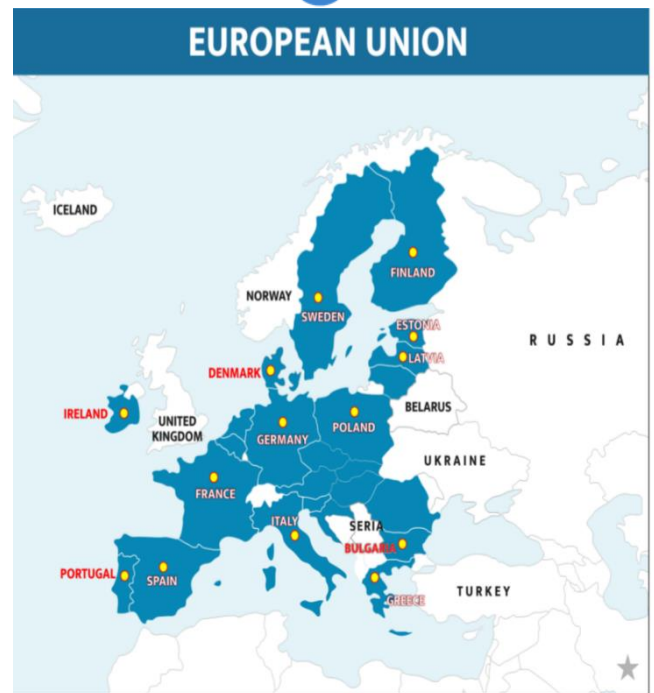 EUROPEAN UNION
ICELAND
FINLAND
NORWAY
SWEDEN
ESTONIA
RUSSIA
LATVIA
DENMARK
BELARUS
IRELAND
UNITED
KINGDOM
POLAND
GERMANY
UKRAINE
FRANCE
ITALY
SERIA
BULGARIA
PORTUGAL
SPAIN
TURKEY
GREECE